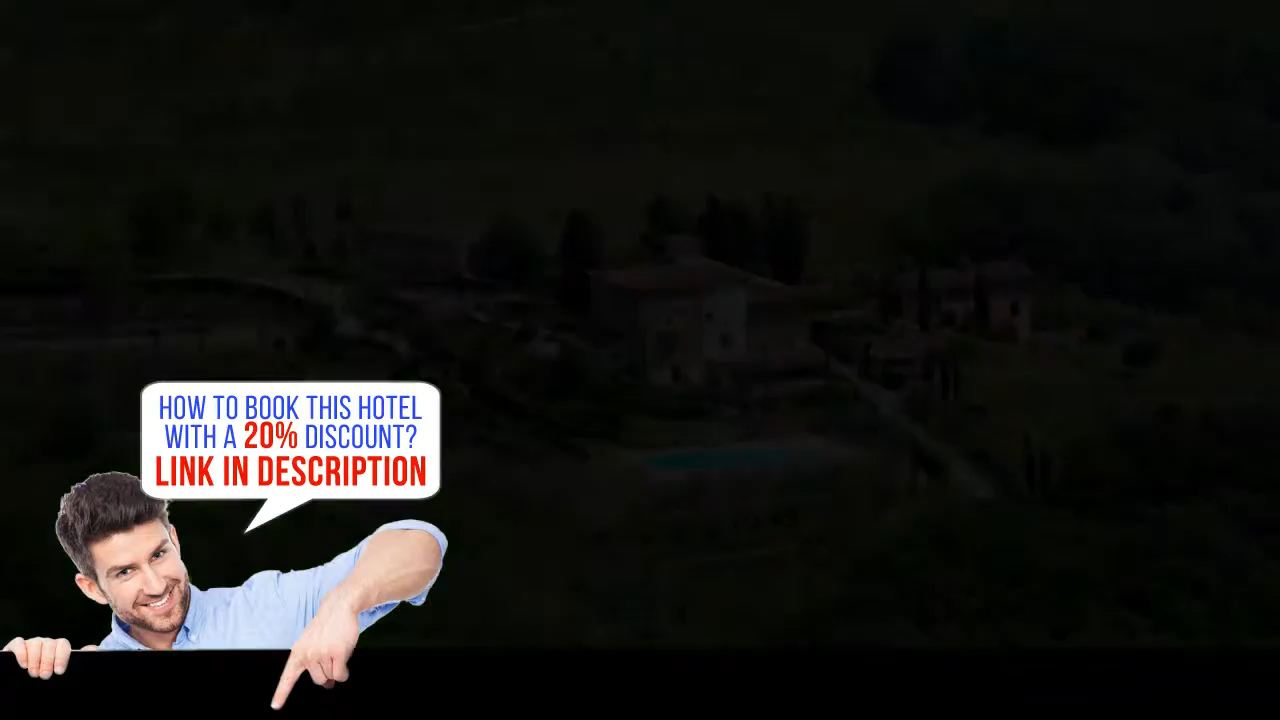 HOW TO BOOK THIS HOTEL
WITH A 20% DISCOUNT?
LINK IN DESCRIPTION